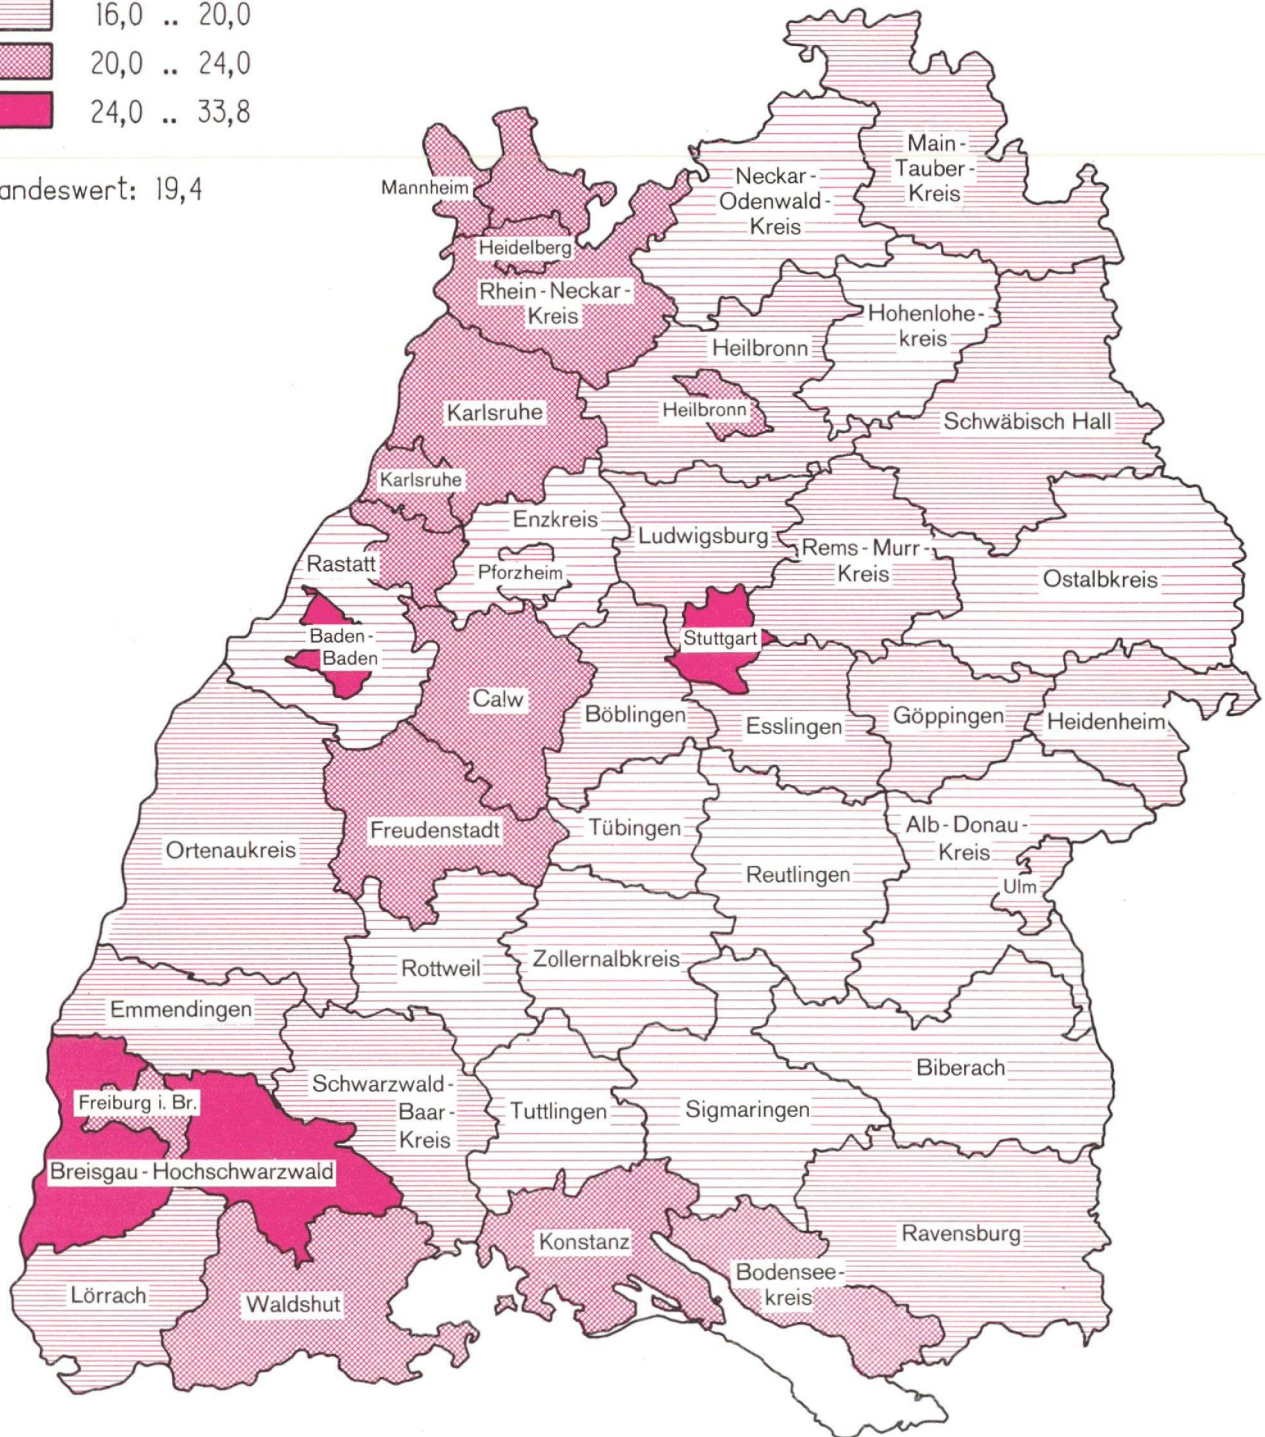 16,0 .. 20,0
20,0 .. 24,0
24,0 .. 33,8
andeswert: 19,4
Main-
Tauber-
Kreis
Neckar-
Odenwald-
Kreis
Mannheim
Heidelberg
Rhein-Neckar-
Kreis
Hohenlohe-
kreis
Heilbronn
Karlsruhe
Heilbronn
Schwäbisch Hall
Karlsruhe
Enzkreis
Ludwigsburg
Rems-Murr-
Kreis
Rastatt
Pforzheim
Ostalbkreis
Baden-
Baden
Stuttgart
Calw
Böblingen
Esslingen
Göppingen
Heidenheim
Ortenaukreis
Freudenstadt
Tübingen
Reutlingen
Alb-Donau-
Kreis
Ulm
Rottweil
Zollernalbkreis
Emmendingen
Biberach
Schwarzwald-
Baar-
Kreis
Tuttlingen
Sigmaringen
Freiburg i. Br.
Breisgau-Hochschwarzwald
Konstanz
Ravensburg
Bodensee-
kreis
Lörrach
Waldshut